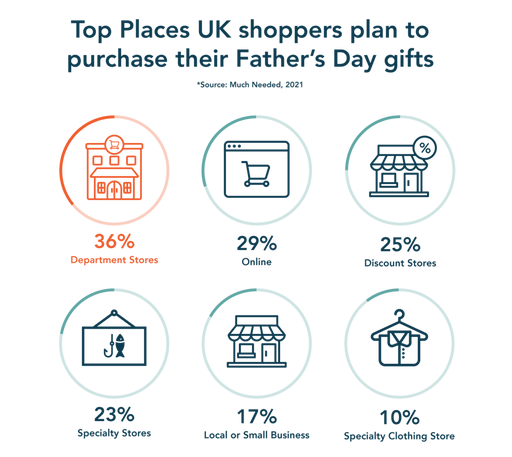 Top Places UK shoppers plan to
purchase their Father's Day gifts
*Source: Much Needed, 2021
%
36%
Department Stores
29%
Online
25%
Discount Stores
23%
Specialty Stores
17%
Local or Small Business
10%
Specialty Clothing Store